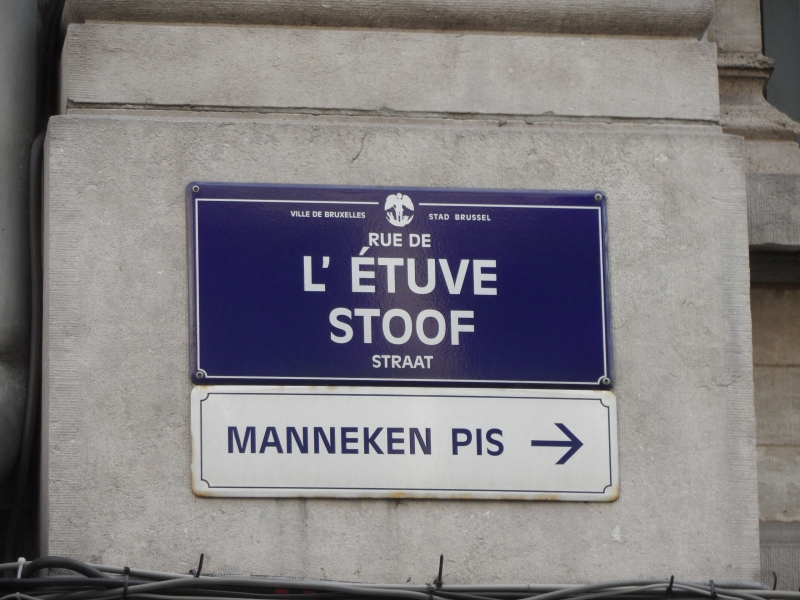 VILLE DE BRUXELLES STAD BRUSSEL
RUE DE
L' ÉTUVE
STOOF
STRAAT
MANNEKEN PIS →